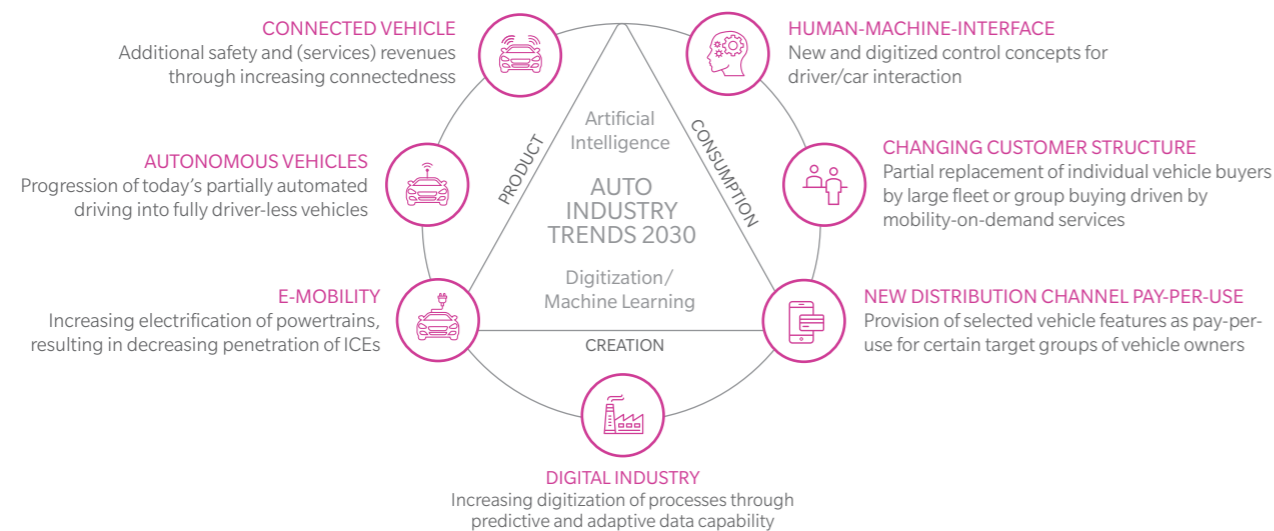 CONNECTED VEHICLE
Additional safety and (services) revenues
through increasing connectedness
HUMAN-MACHINE-INTERFACE
New and digitized control concepts for
driver/car interaction
AUTONOMOUS VEHICLES
Progression of today's partially automated
driving into fully driver-less vehicles
CHANGING CUSTOMER STRUCTURE
Partial replacement of individual vehicle buyers
by large fleet or group buying driven by
mobility-on-demand services
E-MOBILITY
Increasing electrification of powertrains,
resulting in decreasing penetration of ICEs
NEW DISTRIBUTION CHANNEL PAY-PER-USE
Provision of selected vehicle features as pay-per-
use for certain target groups of vehicle owners
PRODUCT
CONSUMPTION
Artificial
Intelligence
AUTO
INDUSTRY
TRENDS 2030
Digitization/
Machine Learning
CREATION
DIGITAL INDUSTRY
Increasing digitization of processes through
predictive and adaptive data capability